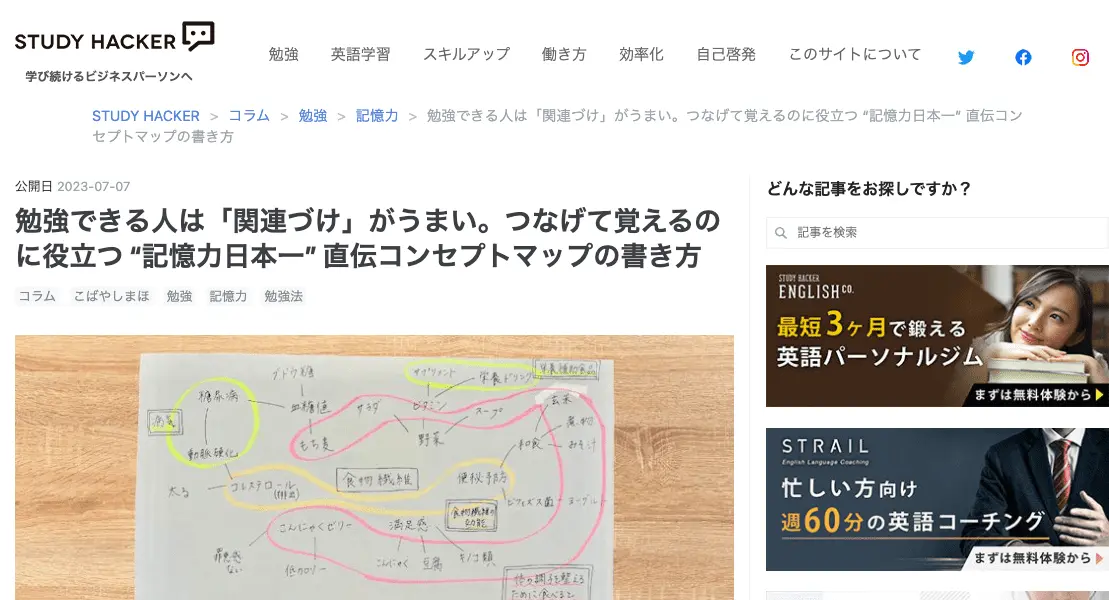 STUDY HACKER
学び続けるビジネスパーソンへ
勉強 英語学習 スキルアップ 働き方 効率化 自己啓発 このサイトについて
STUDY HACKER > コラム > 勉強 > 記憶力 > 勉強できる人は「関連づけ」がうまい。つなげて覚えるのに役立つ “記憶力日本一” 直伝コン
セプトマップの書き方
公開日 2023-07-07
勉強できる人は「関連づけ」がうまい。つなげて覚えるの
に役立つ “記憶力日本一” 直伝コンセプトマップの書き方
コラム こばやしまほ 勉強 記憶力 勉強法
ブドウ糖
サプリメント
栄養ドリンク
栄養補助食品
糖尿病
血糖値
サラダ
ビタミン
スープ
玄米
病気
もち麦
野菜
和食
煮物
みそ汁
動脈硬化
太る
コレステロール
(排出)
食物繊維
便秘予防
ビフィズス菌
ヨーグルト
食物繊維の
効能
こんにゃくゼリー
満足感
罪悪感
ない
低カロリー
こんにゃく
豆腐
キノコ類
体の調子を整える
ために食べると
どんな記事をお探しですか？
記事を検索
STUDY HACKER
ENGLISH CO.
最短3ヶ月で鍛える
英語パーソナルジム
まずは無料体験から
STRAIL
English Language Coaching
忙しい方向け
週60分の英語コーチング
まずは無料体験から